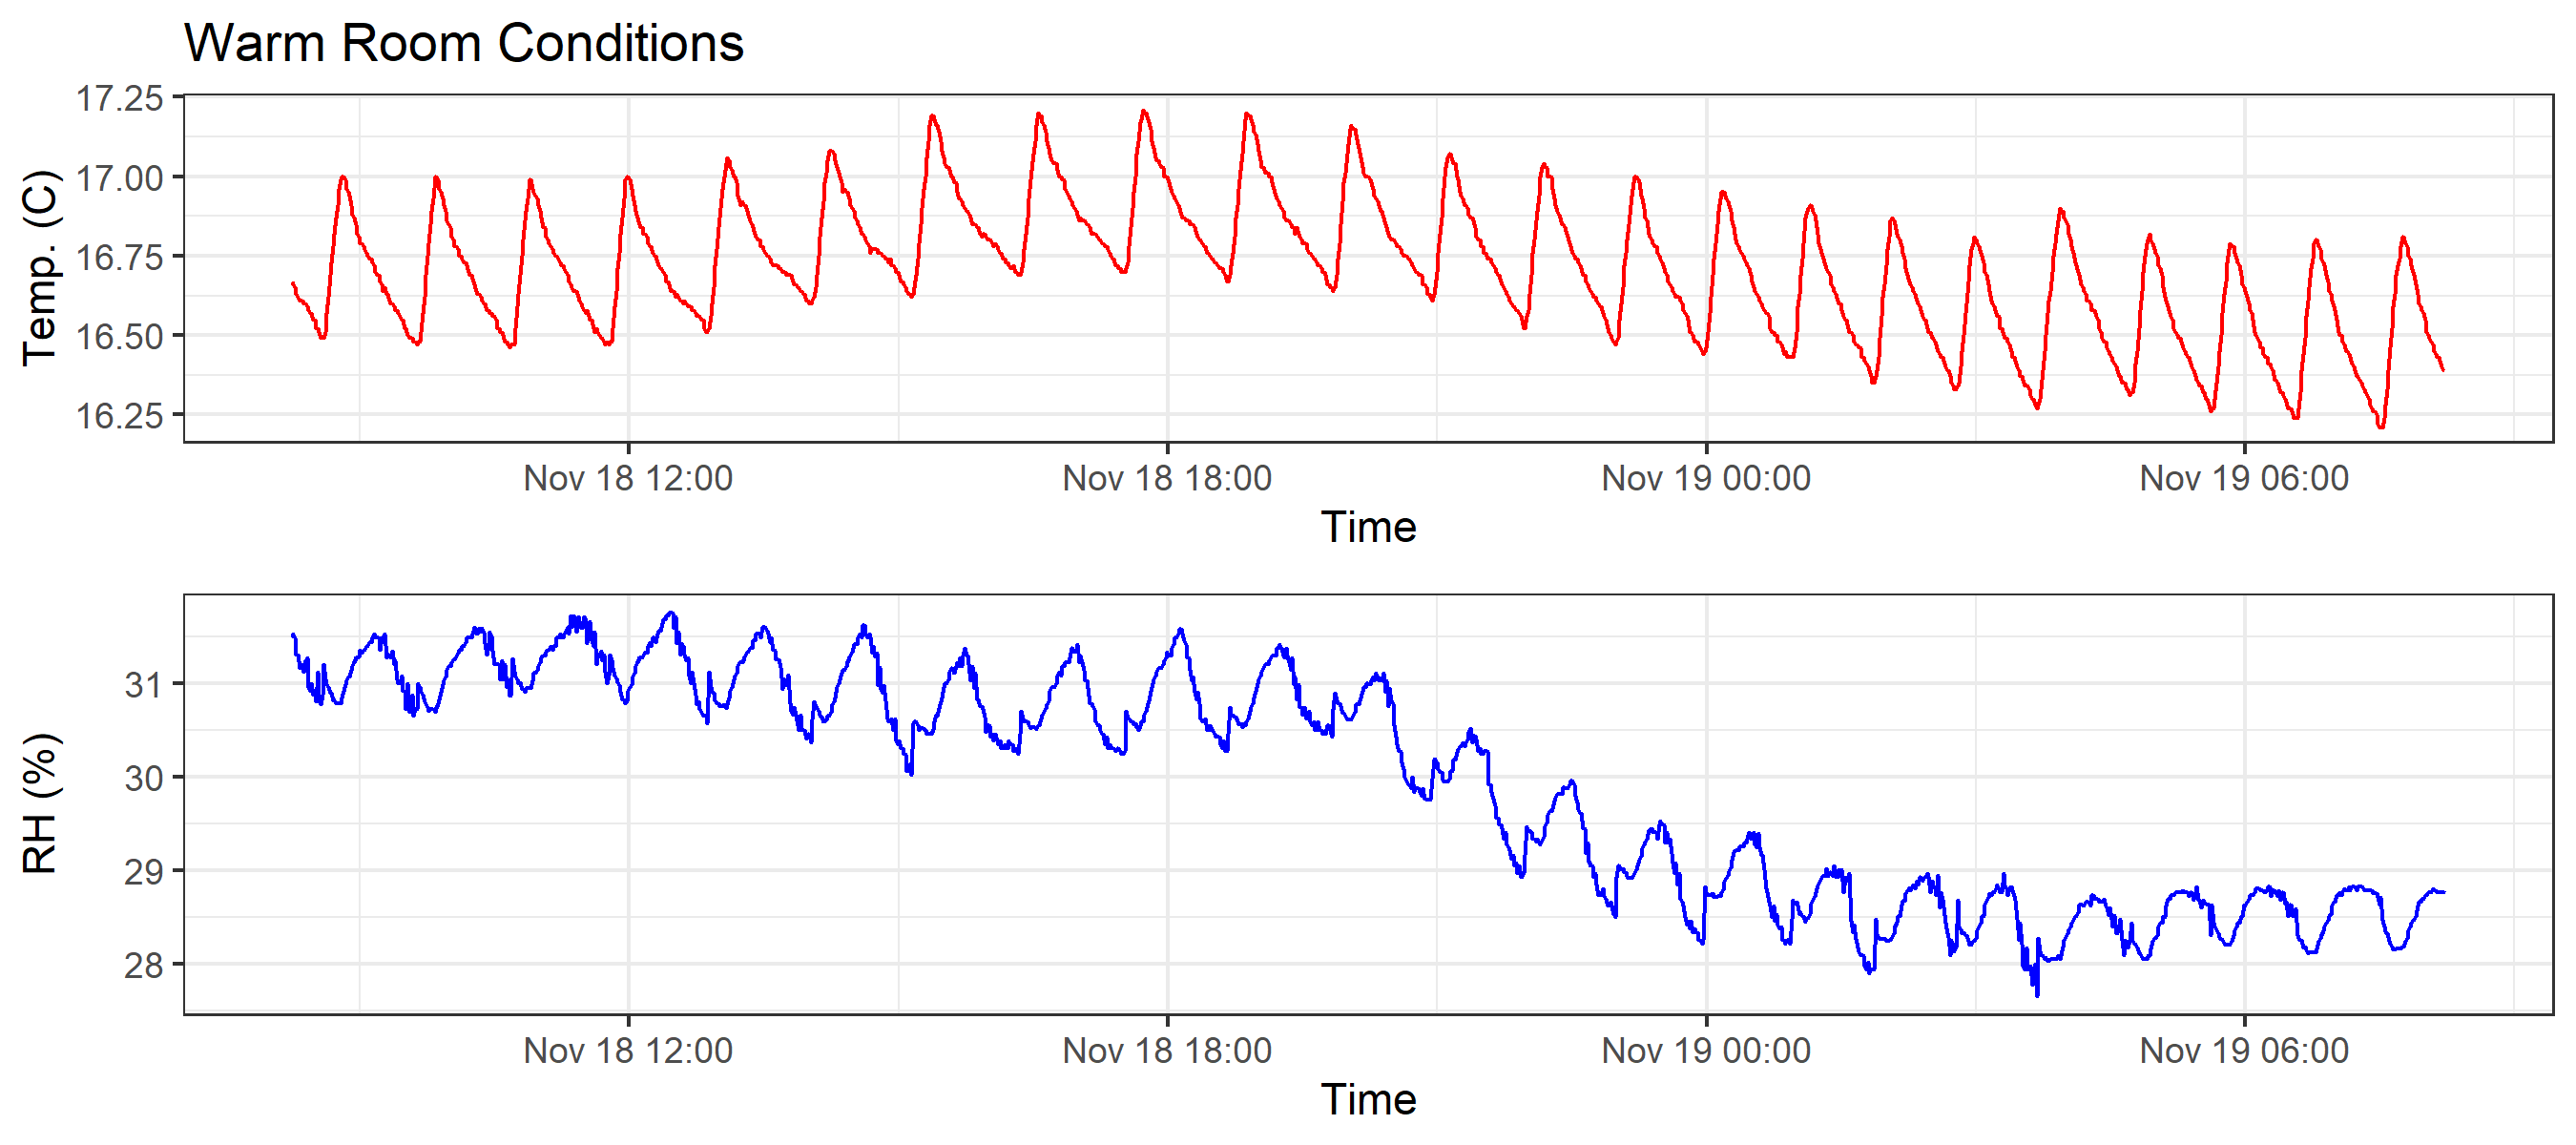 Warm Room Conditions
Temp. (C)
17.25
17.00
16.75
16.50
16.25
Nov 18 12:00 Nov 18 18:00 Nov 19 00:00 Nov 19 06:00
Time
RH (%)
31
30
29
28
Nov 18 12:00 Nov 18 18:00 Nov 19 00:00 Nov 19 06:00
Time